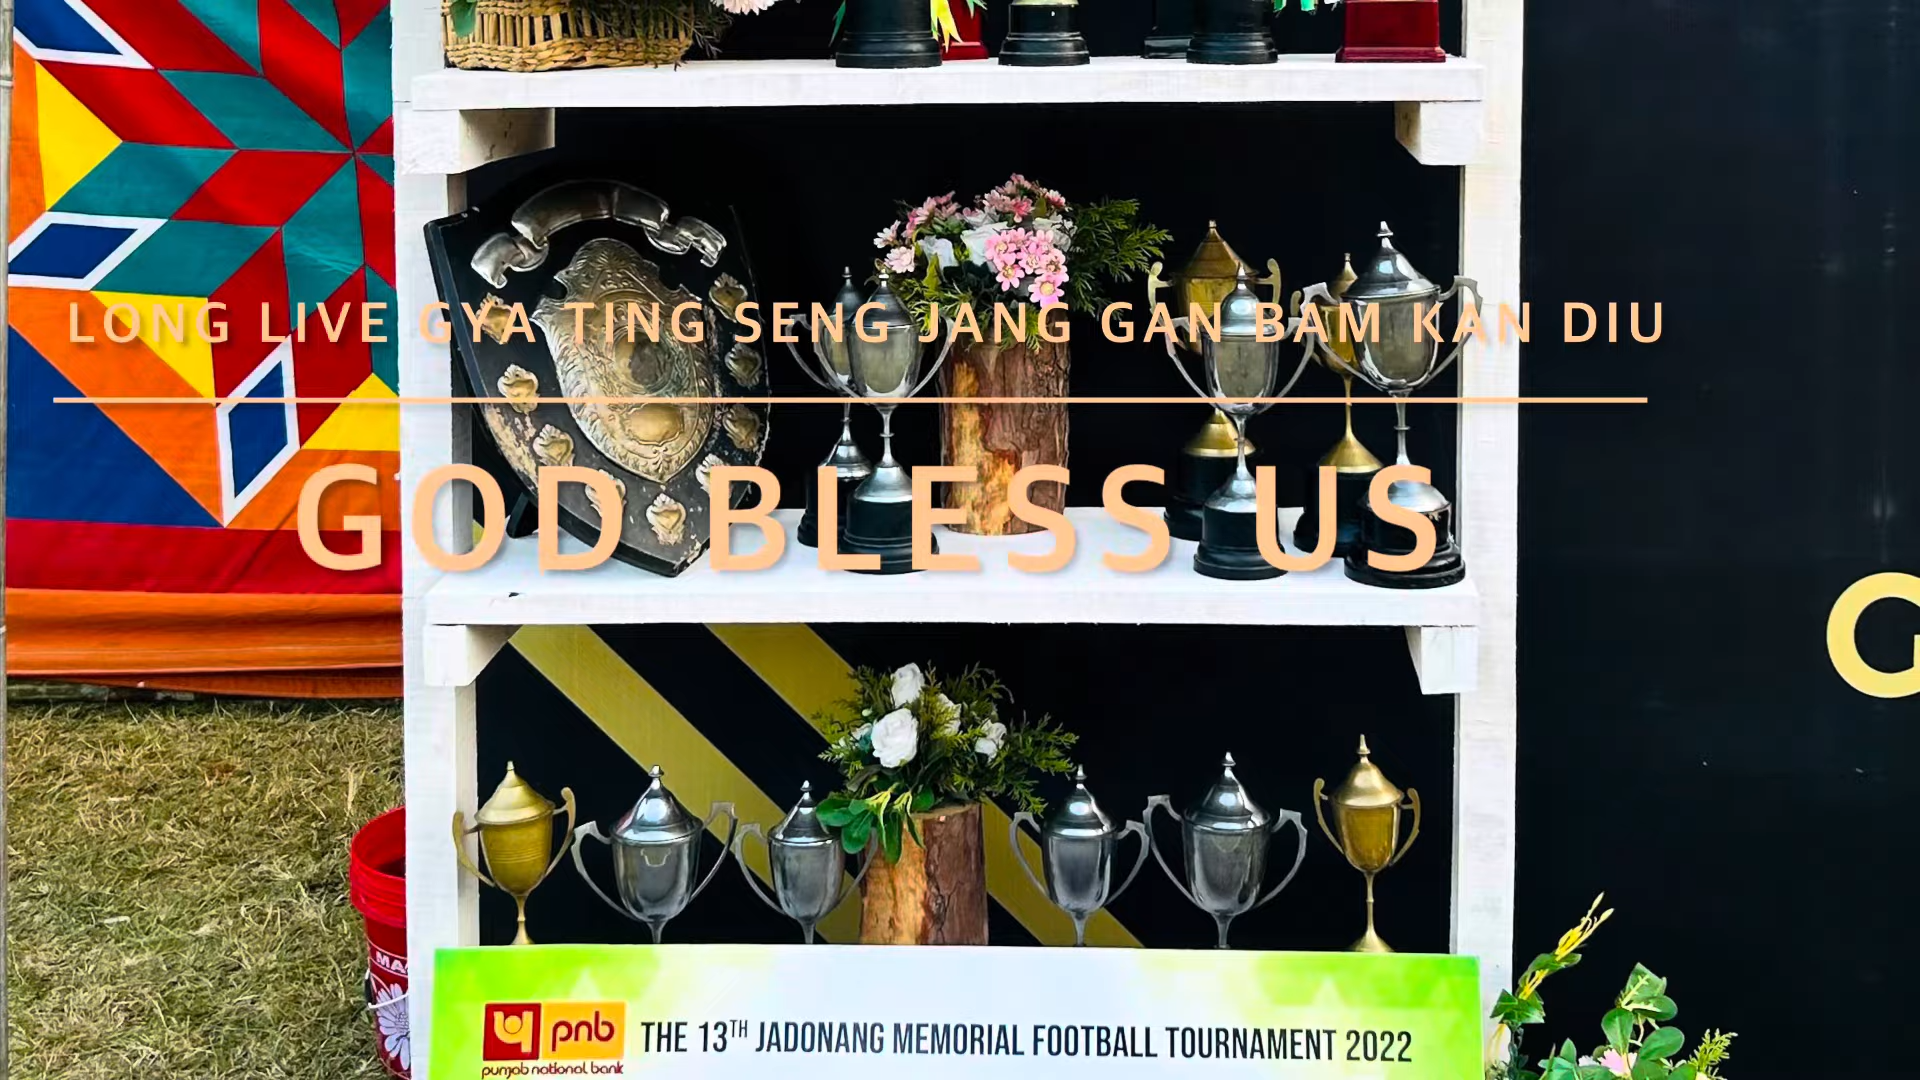 LONG LIVE GYA TING SENG JANG GAN BAM KAN DIU
GOD BLESS US
G
MA
pnb
punjab national bank
THE 13TH JADONANG MEMORIAL FOOTBALL TOURNAMENT 2022